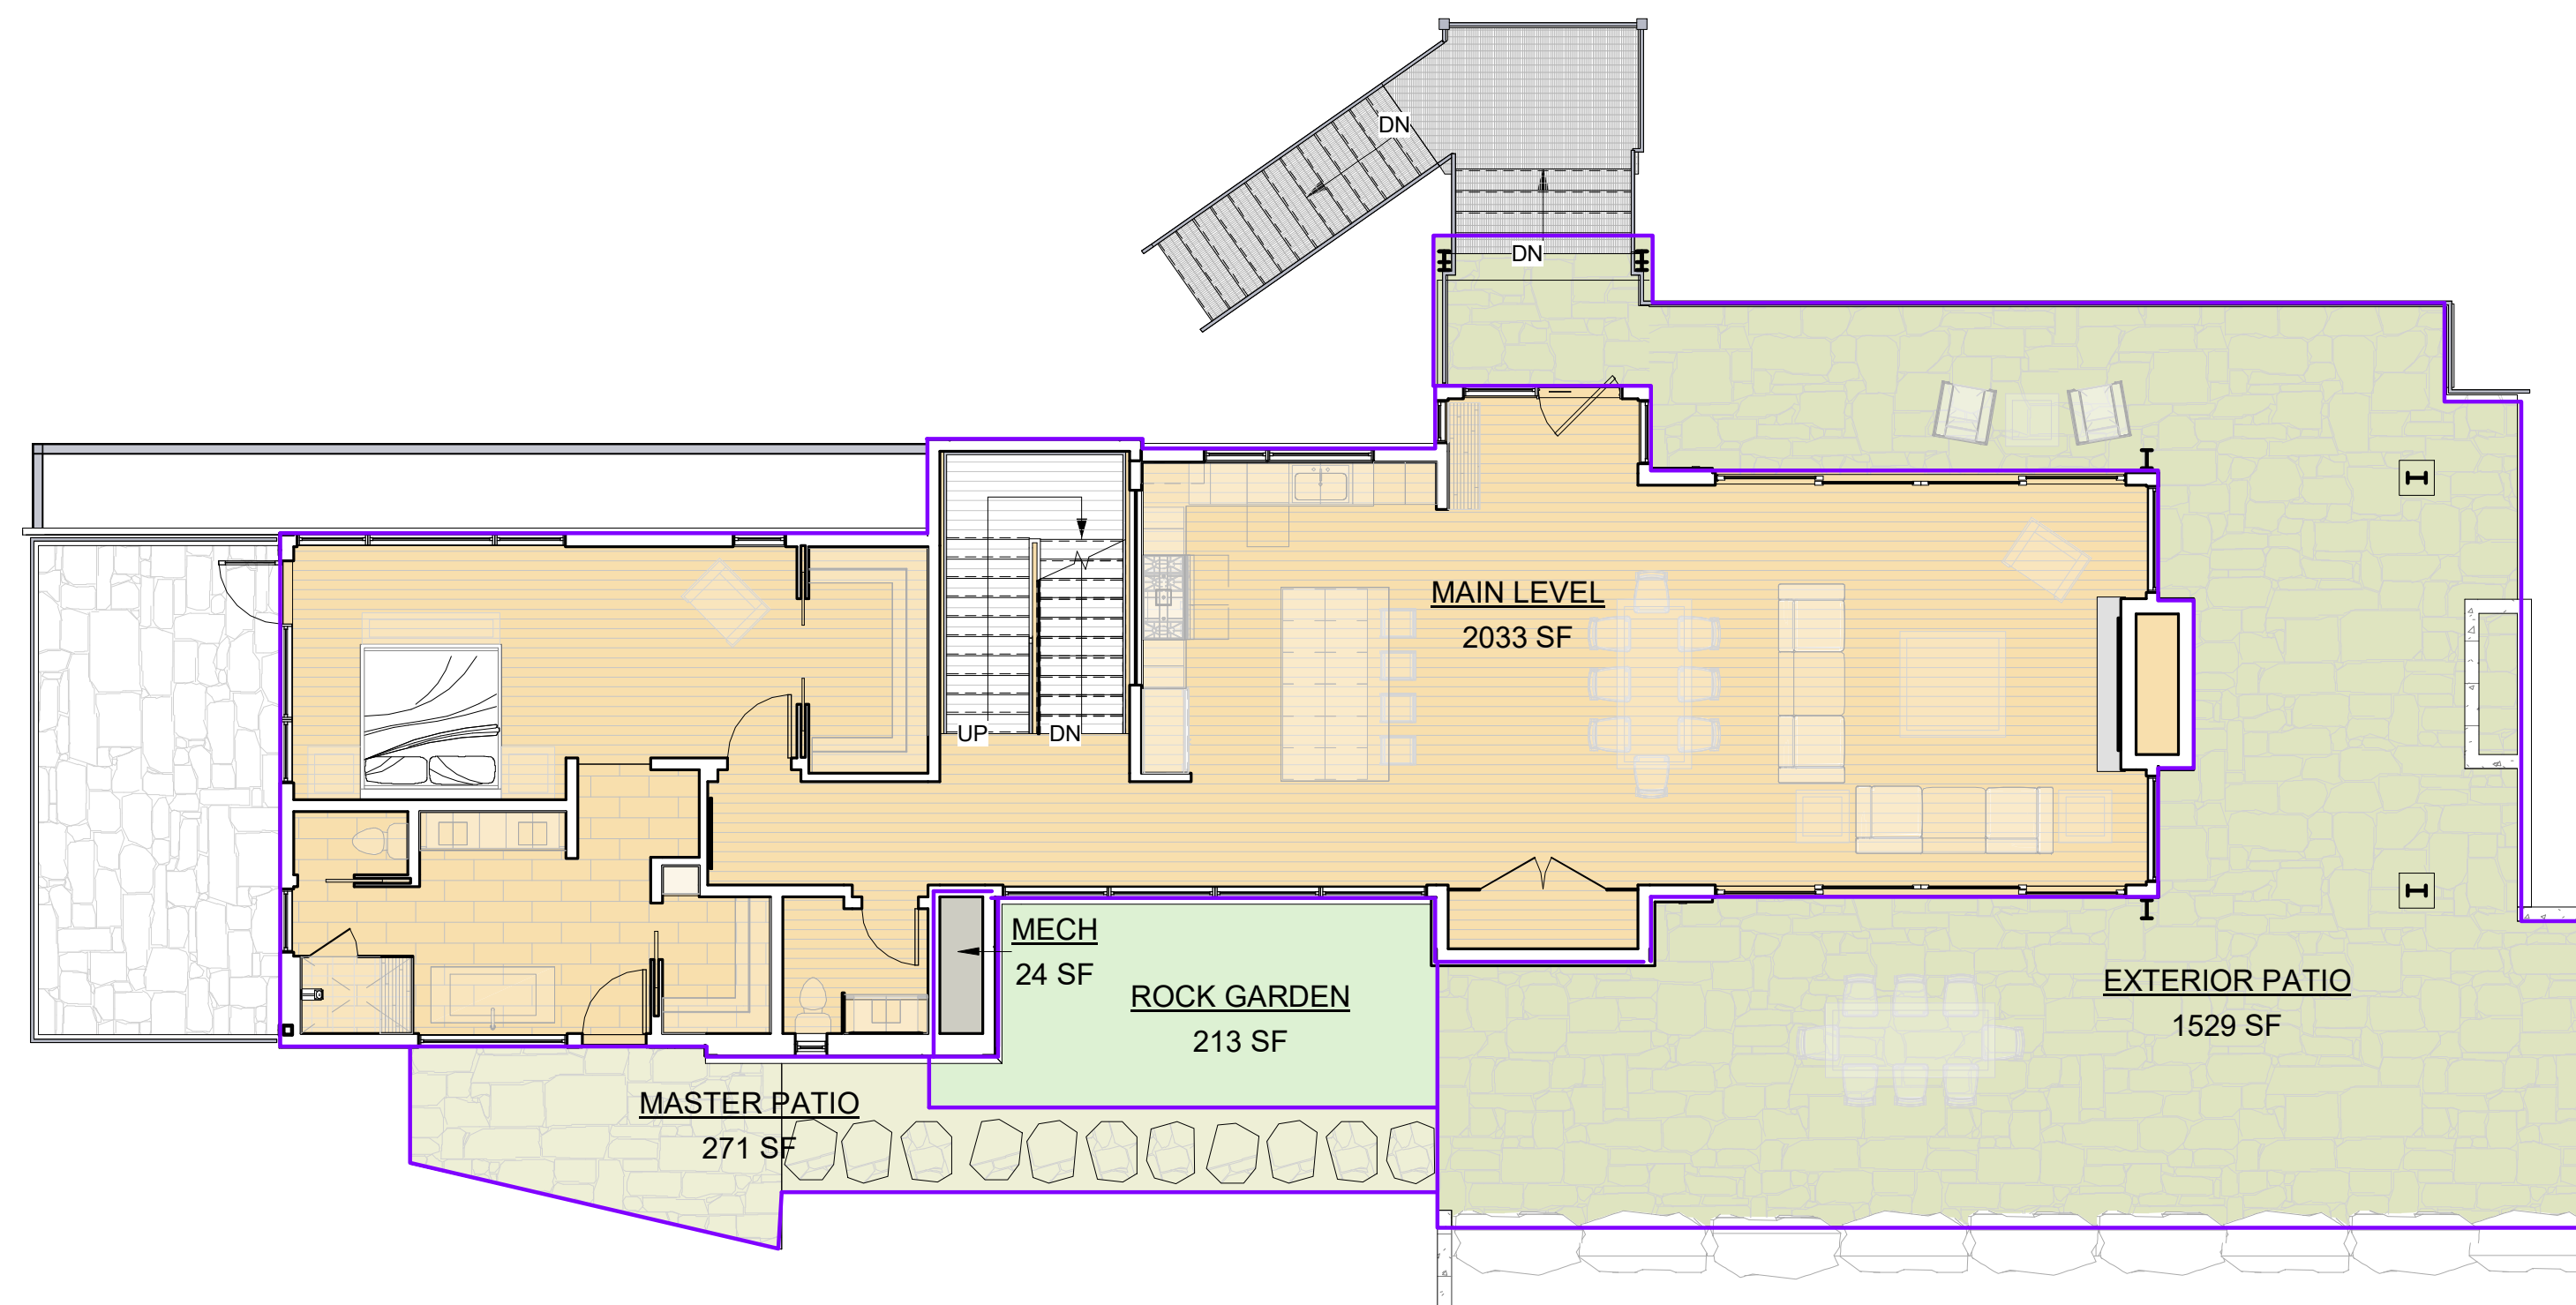 DN
DN
MAIN LEVEL
2033 SF
UP
DN
MECH
24 SF
ROCK GARDEN
213 SF
EXTERIOR PATIO
1529 SF
MASTER PATIO
271 SF